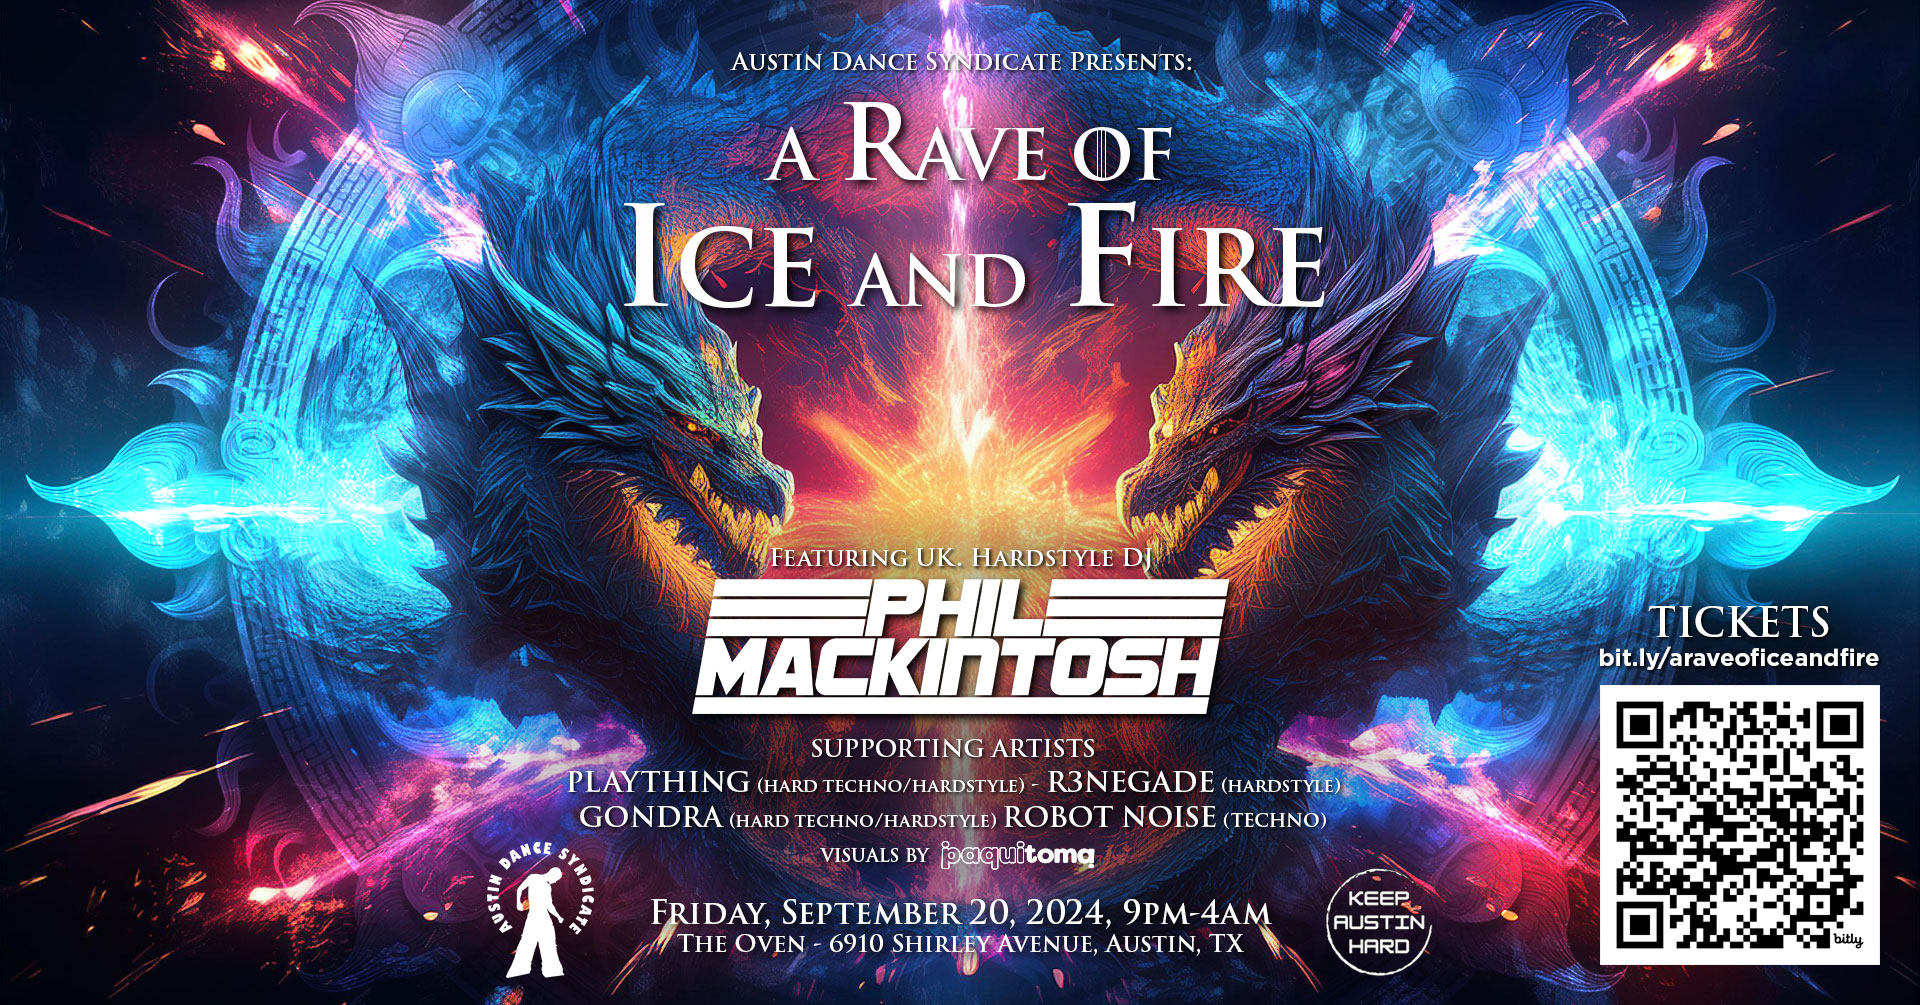 Austin Dance Syndicate Presents:
A Rave of
Ice and Fire
Featuring UK. Hardstyle DJ
PHIL
MACKINTOSH
TICKETS
bit.ly/araveoficeandfire
SUPPORTING ARTISTS
PLAYTHING (HARD TECHNO/HARDSTYLE) - R3NEGADE (HARDSTYLE)
GONDRA (HARD TECHNO/HARDSTYLE) ROBOT NOISE (TECHNO)
VISUALS BY paquitomq
AUSTIN DANCE SYNDICATE
Friday, September 20, 2024, 9pm-4am
The Oven - 6910 Shirley Avenue, Austin, TX
KEEP
AUSTIN
HARD
bitly